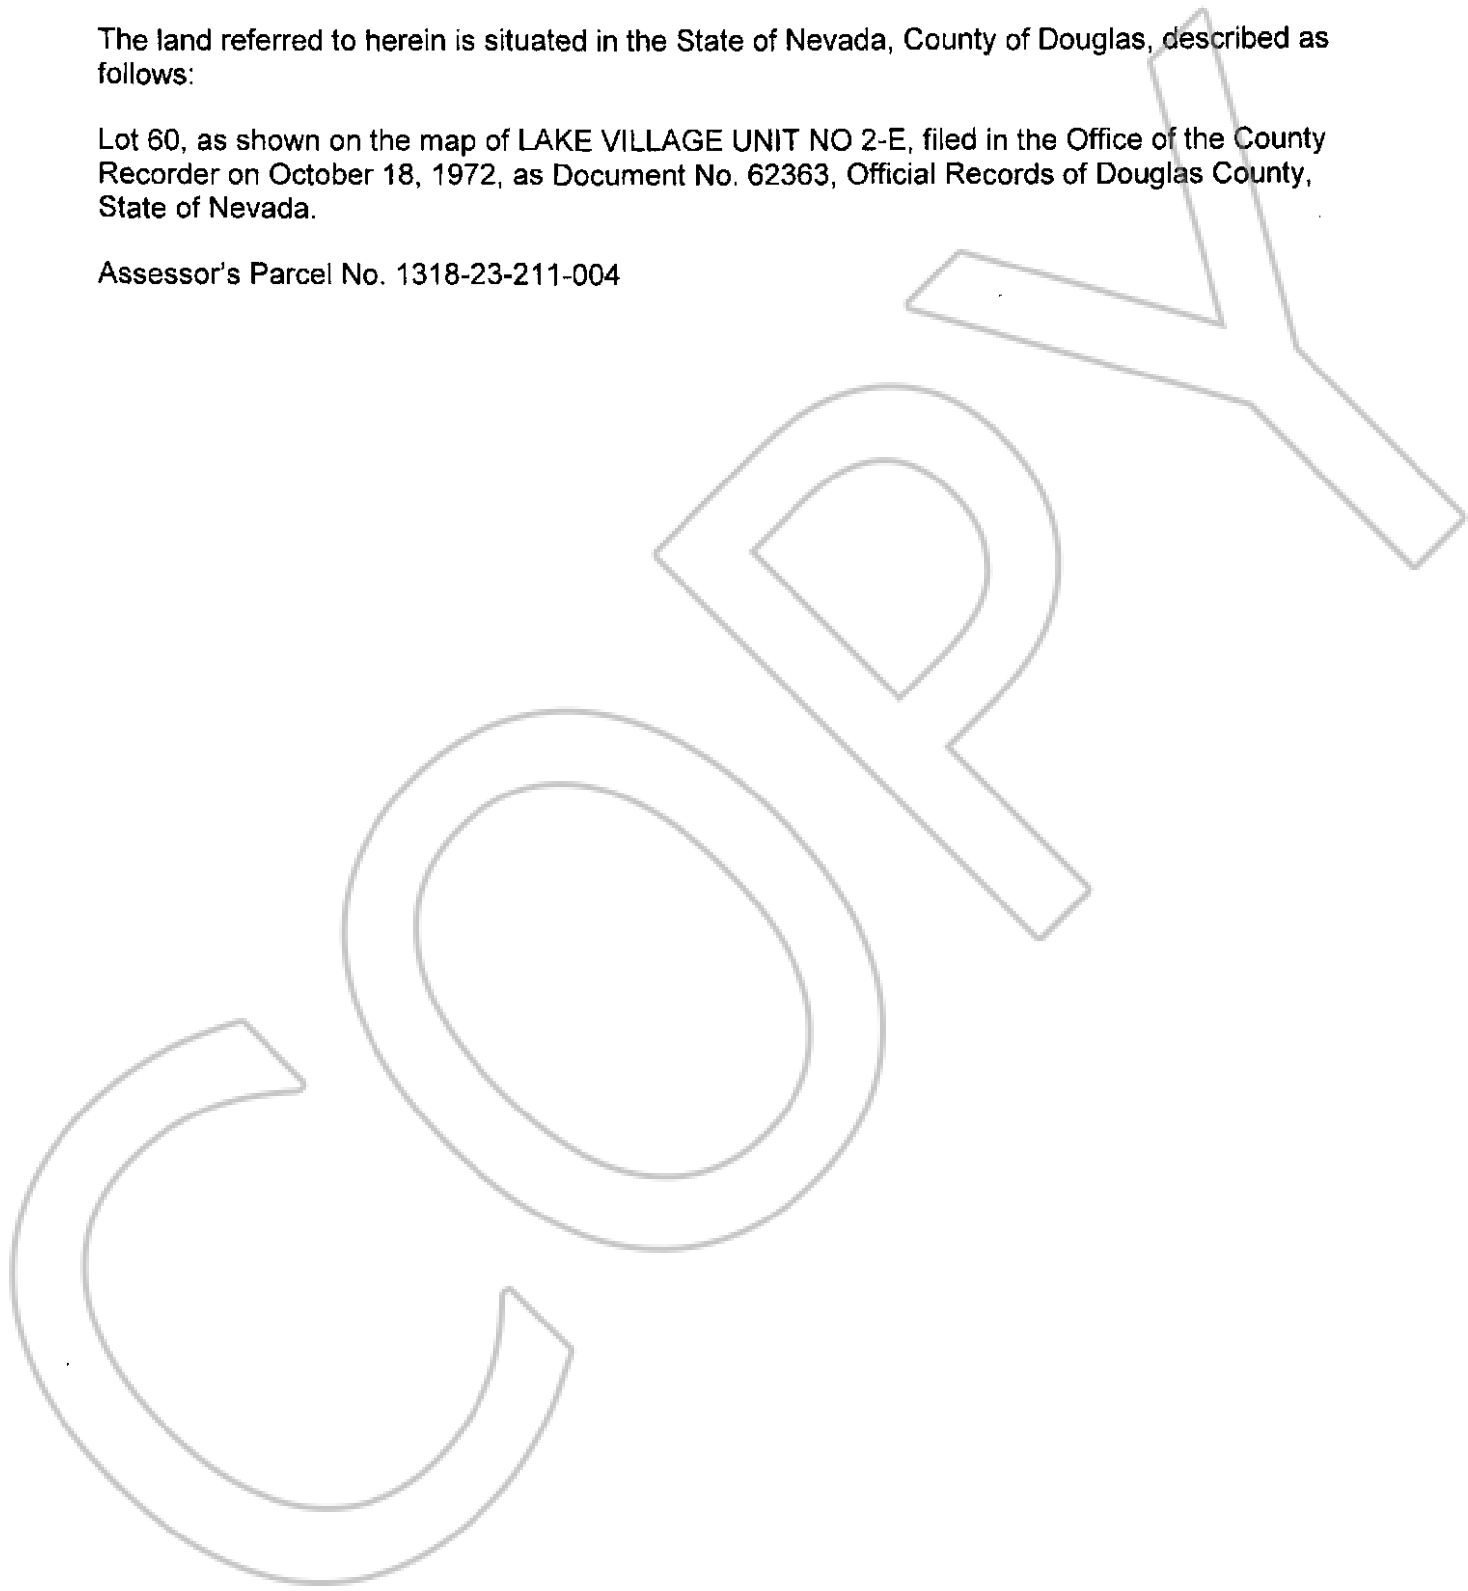 The land referred to herein is situated in the State of Nevada, County of Douglas, described as
follows:
Lot 60, as shown on the map of LAKE VILLAGE UNIT NO 2-E, filed in the Office of the County
Recorder on October 18, 1972, as Document No. 62363, Official Records of Douglas County,
State of Nevada.
Assessor's Parcel No. 1318-23-211-004
COPY